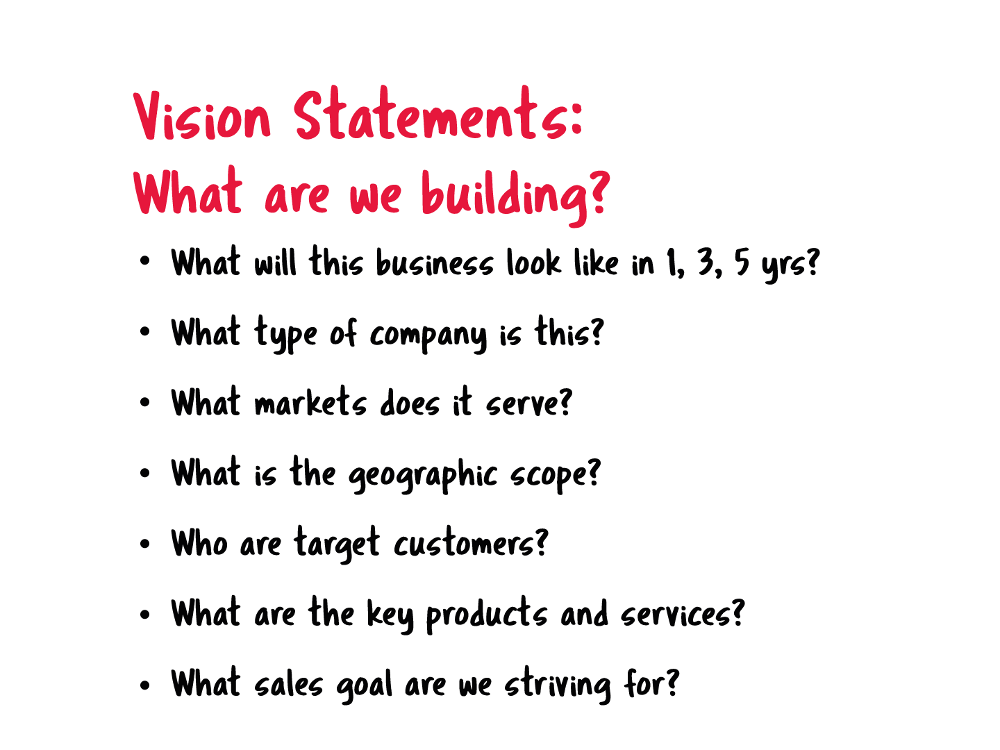 Vision Statements:
What are we building?
• What will this business look like in 1, 3, 5 yrs?
• What type of company is this?
• What markets does it serve?
• What is the geographic scope?
• Who are target customers?
• What are the key products and services?
• What sales goal are we striving for?